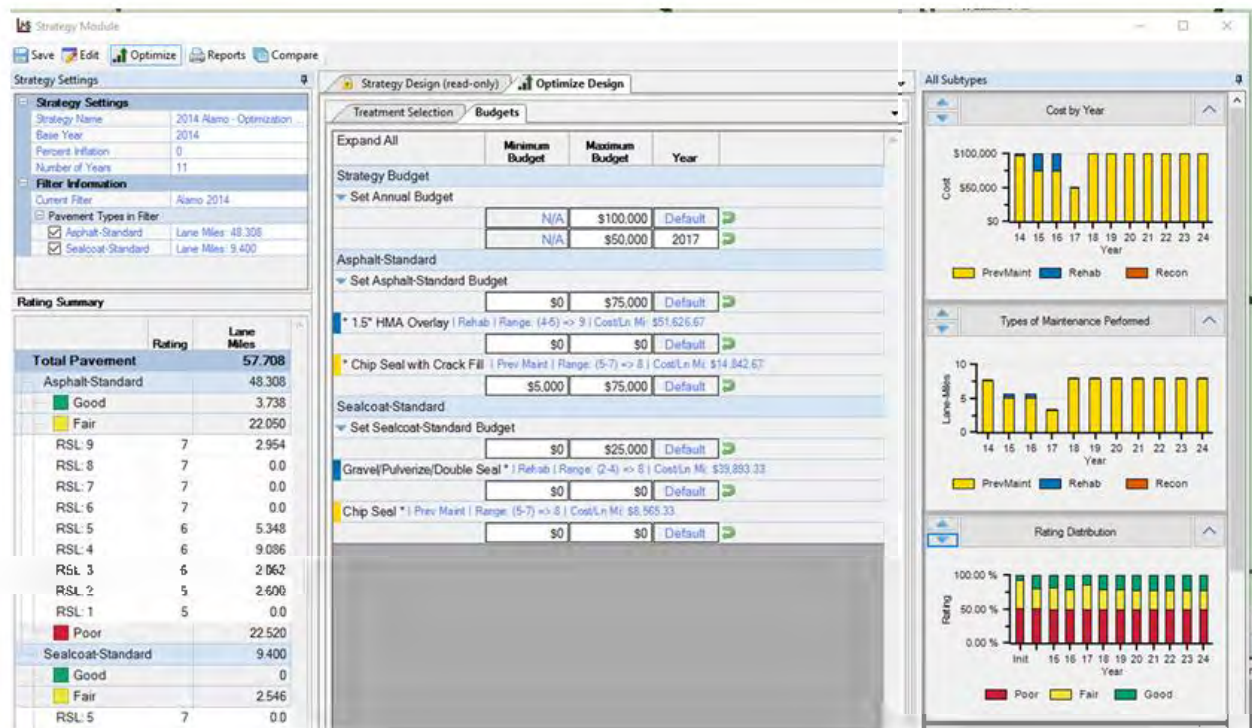 Strategy Module
Save Edit Optimize Reports Compare
Strategy Settings
Strategy Settings
Strategy Name 2014 Alamo - Optimization ...
Base Year 2014
Percent Inflation 0
Number of Years 11
Filter Information
Current Filter Alamo 2014
Pavement Types in Filter
Asphalt-Standard Lane Miles: 48.308
Sealcoat-Standard Lane Miles: 9.400
Rating Summary
Rating Lane Miles
Total Pavement 57.708
Asphalt-Standard 48.308
Good 3.738
Fair 22.050
RSL: 9 7 2.954
RSL: 8 7 0.0
RSL: 7 7 0.0
RSL: 6 7 0.0
RSL: 5 6 5.348
RSL: 4 6 9.086
RSL: 3 6 2.062
RSL: 2 5 2.600
RSL: 1 5 0.0
Poor 22.520
Sealcoat-Standard 9.400
Good 0
Fair 2.546
RSL: 5 7 0.0
Strategy Design (read-only) Optimize Design
Treatment Selection Budgets
Expand All Minimum Budget Maximum Budget Year
Strategy Budget
Set Annual Budget
N/A $100,000 Default
N/A $50,000 2017
Asphalt-Standard
Set Asphalt-Standard Budget
$0 $75,000 Default
* 1.5" HMA Overlay | Rehab | Range: (4-5) => 9 | Cost/Ln Mi: $51,626.67
$0 $0 Default
* Chip Seal with Crack Fill | Prev Maint | Range: (5-7) => 8 | Cost/Ln Mi: $14,842.67
$5,000 $75,000 Default
Sealcoat-Standard
Set Sealcoat-Standard Budget
$0 $25,000 Default
Gravel/Pulverize/Double Seal * | Rehab | Range: (2-4) => 8 | Cost/Ln Mi: $39,893.33
$0 $0 Default
Chip Seal * | Prev Maint | Range: (5-7) => 8 | Cost/Ln Mi: $8,565.33
$0 $0 Default
All Subtypes
Cost by Year
Cost
$100,000
$50,000
$0
14 15 16 17 18 19 20 21 22 23 24
Year
PrevMaint Rehab Recon
Types of Maintenance Performed
Lane-Miles
10
5
0
14 15 16 17 18 19 20 21 22 23 24
Year
PrevMaint Rehab Recon
Rating Distribution
Rating
100.00 %
50.00 %
0.00 %
Init 15 16 17 18 19 20 21 22 23 24
Year
Poor Fair Good